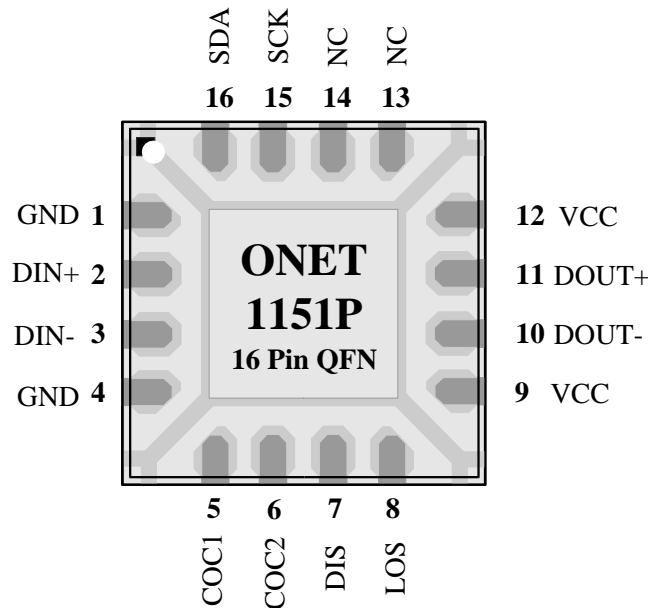 SDA
SCK
NC
NC
16
15
14
13
GND 1
DIN+ 2
DIN- 3
GND 4
ONET
1151P
16 Pin QFN
12 VCC
11 DOUT+
10 DOUT-
9 VCC
5
6
7
8
COC1
COC2
DIS
LOS